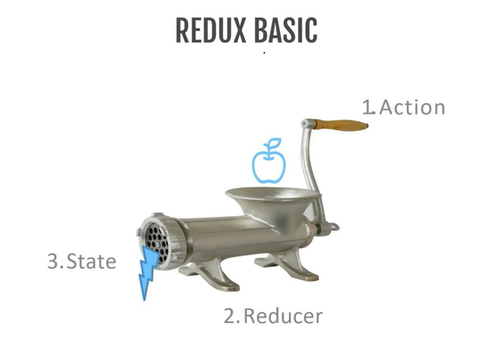 REDUX BASIC
1.Action
3.State
2.Reducer